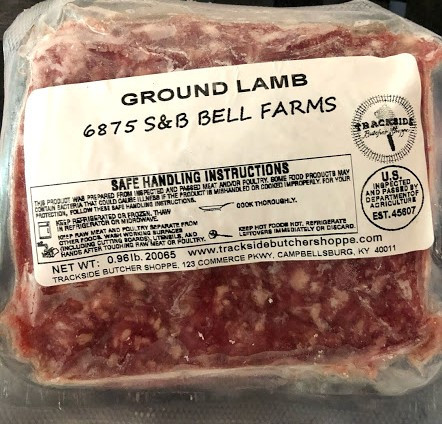 GROUND LAMB
6875 S&B BELL FARMS
TRACKSIDE
Butcher Shoppe
SAFE HANDLING INSTRUCTIONS
THIS PRODUCT WAS PREPARED FROM INSPECTED AND PASSED MEAT AND/OR POULTRY. SOME FOOD PRODUCTS MAY
CONTAIN BACTERIA THAT COULD CAUSE ILLNESS IF THE PRODUCT IS MISHANDLED OR COOKED IMPROPERLY. FOR YOUR
PROTECTION, FOLLOW THESE SAFE HANDLING INSTRUCTIONS.
KEEP REFRIGERATED OR FROZEN. THAW
IN REFRIGERATOR OR MICROWAVE.
COOK THOROUGHLY.
KEEP RAW MEAT AND POULTRY SEPARATE FROM
OTHER FOODS. WASH WORKING SURFACES
(INCLUDING CUTTING BOARDS), UTENSILS, AND
HANDS AFTER TOUCHING RAW MEAT OR POULTRY.
KEEP HOT FOODS HOT. REFRIGERATE
LEFTOVERS IMMEDIATELY OR DISCARD.
U.S.
INSPECTED
AND PASSED BY
DEPARTMENT OF
AGRICULTURE
EST. 45607
NET WT: 0.96lb. 20065 www.tracksidebutchershoppe.com
TRACKSIDE BUTCHER SHOPPE, 123 COMMERCE PKWY, CAMPBELLSBURG, KY 40011